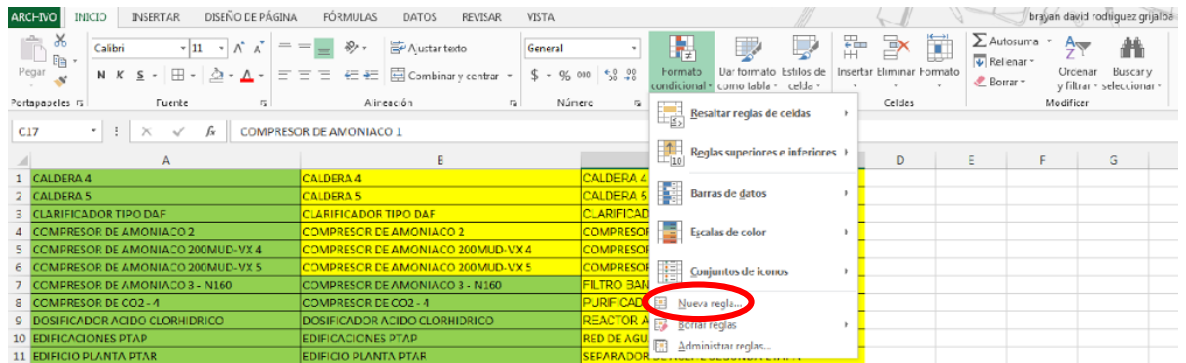 ARCHIVO INICIO INSERTAR DISEÑO DE PÁGINA FÓRMULAS DATOS REVISAR VISTA brayan david rodriguez grijalba
Pegar
Calibri 11
N K S
Ajustar texto
Combinar y centrar
General
$ % 000
Formato condicional
Dar formato como tabla
Estilos de celda
Insertar Eliminar Formato
Autosuma
Rellenar
Borrar
Ordenar y filtrar
Buscar y seleccionar
Portapapeles Fuente Alineación Número Celdas Modificar
C17 fx COMPRESOR DE AMONIACO 1
Resaltar reglas de celdas
Reglas superiores e inferiores
Barras de datos
Escalas de color
Conjuntos de iconos
Nueva regla...
Borrar reglas
Administrar reglas...
A B D E F G
1 CALDERA 4 CALDERA 4 CALDERA 4
2 CALDERA 5 CALDERA 5 CALDERA 5
3 CLARIFICADOR TIPO DAF CLARIFICADOR TIPO DAF CLARIFICAD
4 COMPRESOR DE AMONIACO 2 COMPRESOR DE AMONIACO 2 COMPRESOR
5 COMPRESOR DE AMONIACO 200MUD-VX 4 COMPRESOR DE AMONIACO 200MUD-VX 4 COMPRESOR
6 COMPRESOR DE AMONIACO 200MUD-VX 5 COMPRESOR DE AMONIACO 200MUD-VX 5 COMPRESOR
7 COMPRESOR DE AMONIACO 3 - N160 COMPRESOR DE AMONIACO 3 - N160 FILTRO BAN
8 COMPRESOR DE CO2 - 4 COMPRESOR DE CO2 - 4 PURIFICAD
9 DOSIFICADOR ACIDO CLORHIDRICO DOSIFICADOR ACIDO CLORHIDRICO REACTOR A
10 EDIFICACIONES PTAP EDIFICACIONES PTAP RED DE AGU
11 EDIFICIO PLANTA PTAR EDIFICIO PLANTA PTAR SEPARADOR